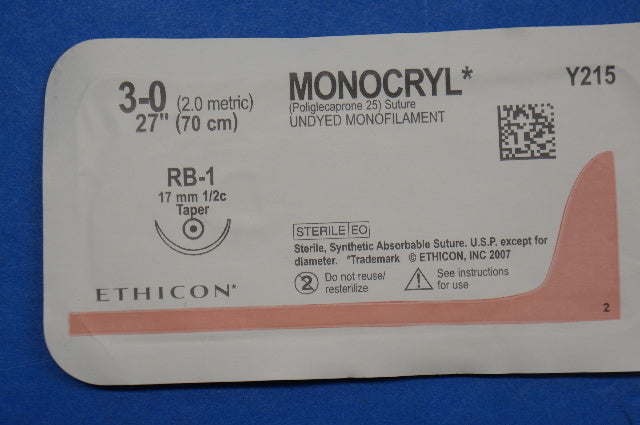 3-0 (2.0 metric)
27" (70 cm)
MONOCRYL*
(Poliglecaprone 25) Suture
UNDYED MONOFILAMENT
Y215
RB-1
17 mm 1/2c
Taper
STERILE EO
Sterile, Synthetic Absorbable Suture. U.S.P. except for
diameter. *Trademark © ETHICON, INC 2007
2 Do not reuse/
resterilize
See instructions
for use
ETHICON*
2